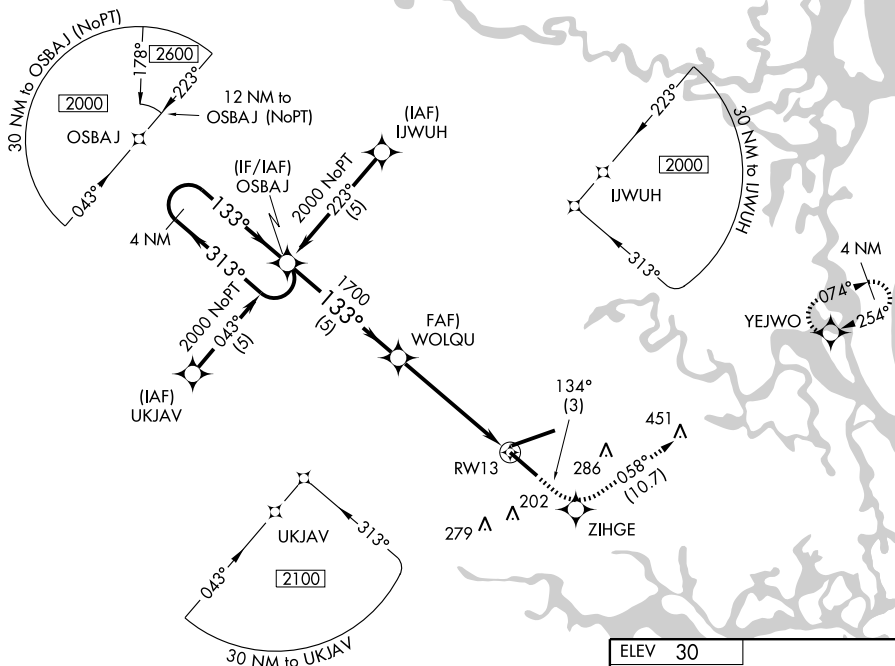 30 NM to OSBAJ (NoPT)
2600
178°
223°
2000
12 NM to
OSBAJ (NoPT)
OSBAJ
043°
(IAF)
IJWUH
(IF/IAF)
OSBAJ
2000 NoPT
223°
(5)
133°
4 NM
313°
2000 NoPT
043°
(5)
(IAF)
UKJAV
1700
133°
(5)
FAF)
WOLQU
223°
2000
IJWUH
313°
30 NM to IJWUH
4 NM
074°
254°
YEJWO
134°
(3)
451
RW13
286
058°
(10.7)
202
279
ZIHGE
UKJAV
313°
043°
2100
30 NM to UKJAV
ELEV 30